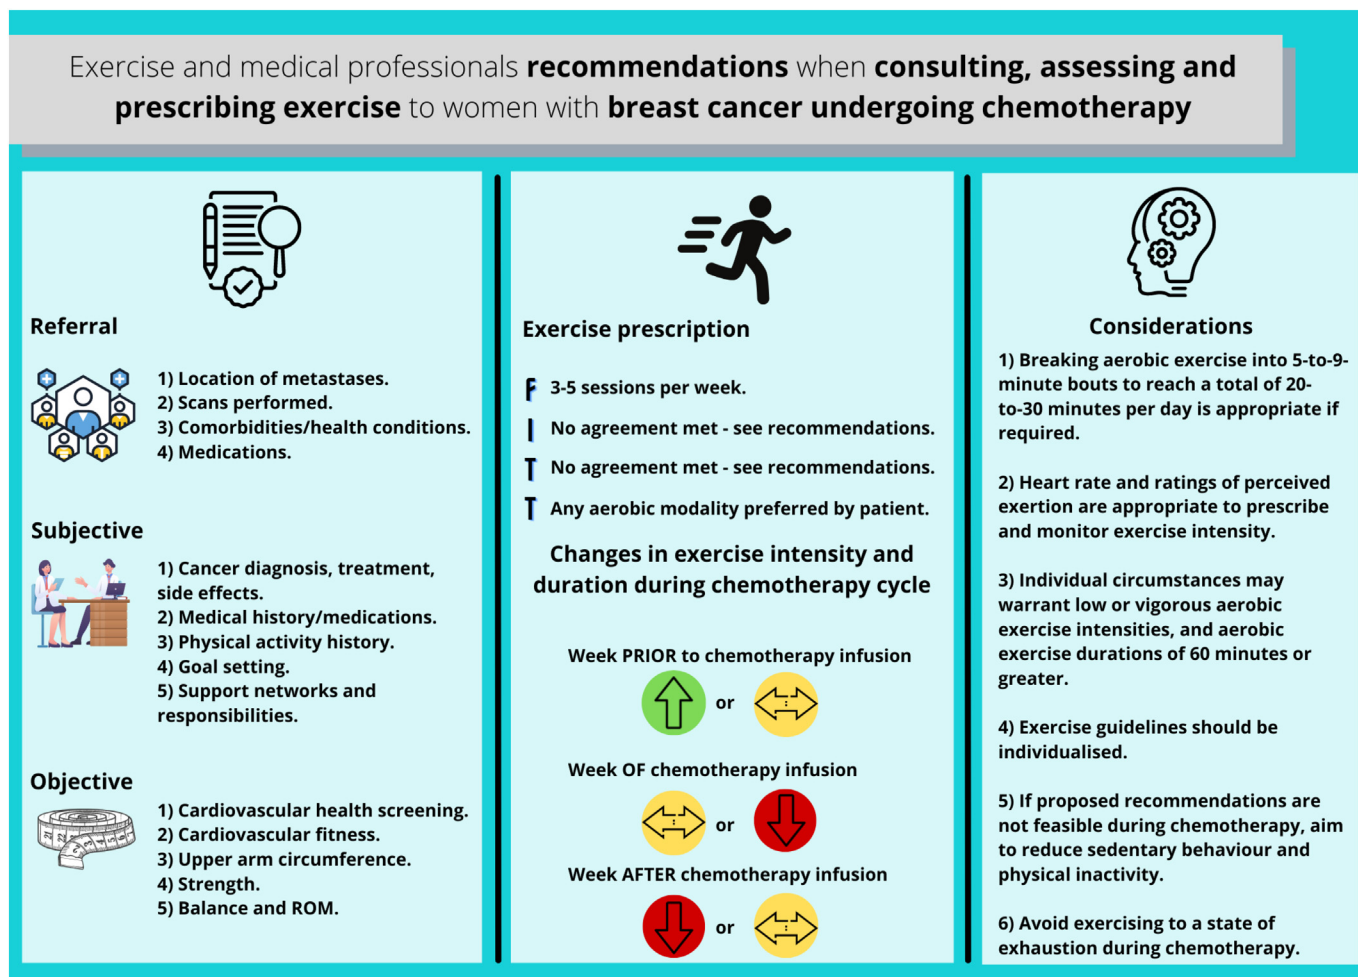 Exercise and medical professionals recommendations when consulting, assessing and
prescribing exercise to women with breast cancer undergoing chemotherapy
Referral
1) Location of metastases.
2) Scans performed.
3) Comorbidities/health conditions.
4) Medications.
Subjective
1) Cancer diagnosis, treatment,
side effects.
2) Medical history/medications.
3) Physical activity history.
4) Goal setting.
5) Support networks and
responsibilities.
Objective
1) Cardiovascular health screening.
2) Cardiovascular fitness.
3) Upper arm circumference.
4) Strength.
5) Balance and ROM.
Exercise prescription
F 3-5 sessions per week.
I No agreement met - see recommendations.
T No agreement met - see recommendations.
T Any aerobic modality preferred by patient.
Changes in exercise intensity and
duration during chemotherapy cycle
Week PRIOR to chemotherapy infusion
or
Week OF chemotherapy infusion
or
Week AFTER chemotherapy infusion
or
Considerations
1) Breaking aerobic exercise into 5-to-9-
minute bouts to reach a total of 20-
to-30 minutes per day is appropriate if
required.
2) Heart rate and ratings of perceived
exertion are appropriate to prescribe
and monitor exercise intensity.
3) Individual circumstances may
warrant low or vigorous aerobic
exercise intensities, and aerobic
exercise durations of 60 minutes or
greater.
4) Exercise guidelines should be
individualised.
5) If proposed recommendations are
not feasible during chemotherapy, aim
to reduce sedentary behaviour and
physical inactivity.
6) Avoid exercising to a state of
exhaustion during chemotherapy.